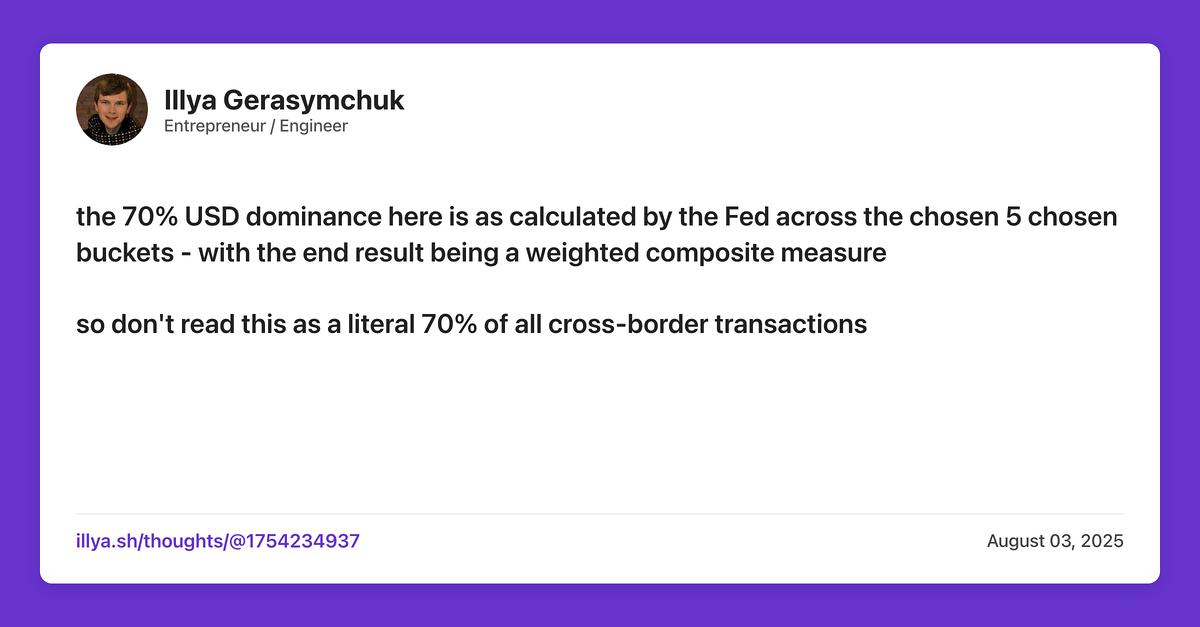 Illya Gerasymchuk
Entrepreneur / Engineer
the 70% USD dominance here is as calculated by the Fed across the chosen 5 chosen
buckets - with the end result being a weighted composite measure
so don't read this as a literal 70% of all cross-border transactions
illya.sh/thoughts/@1754234937
August 03, 2025